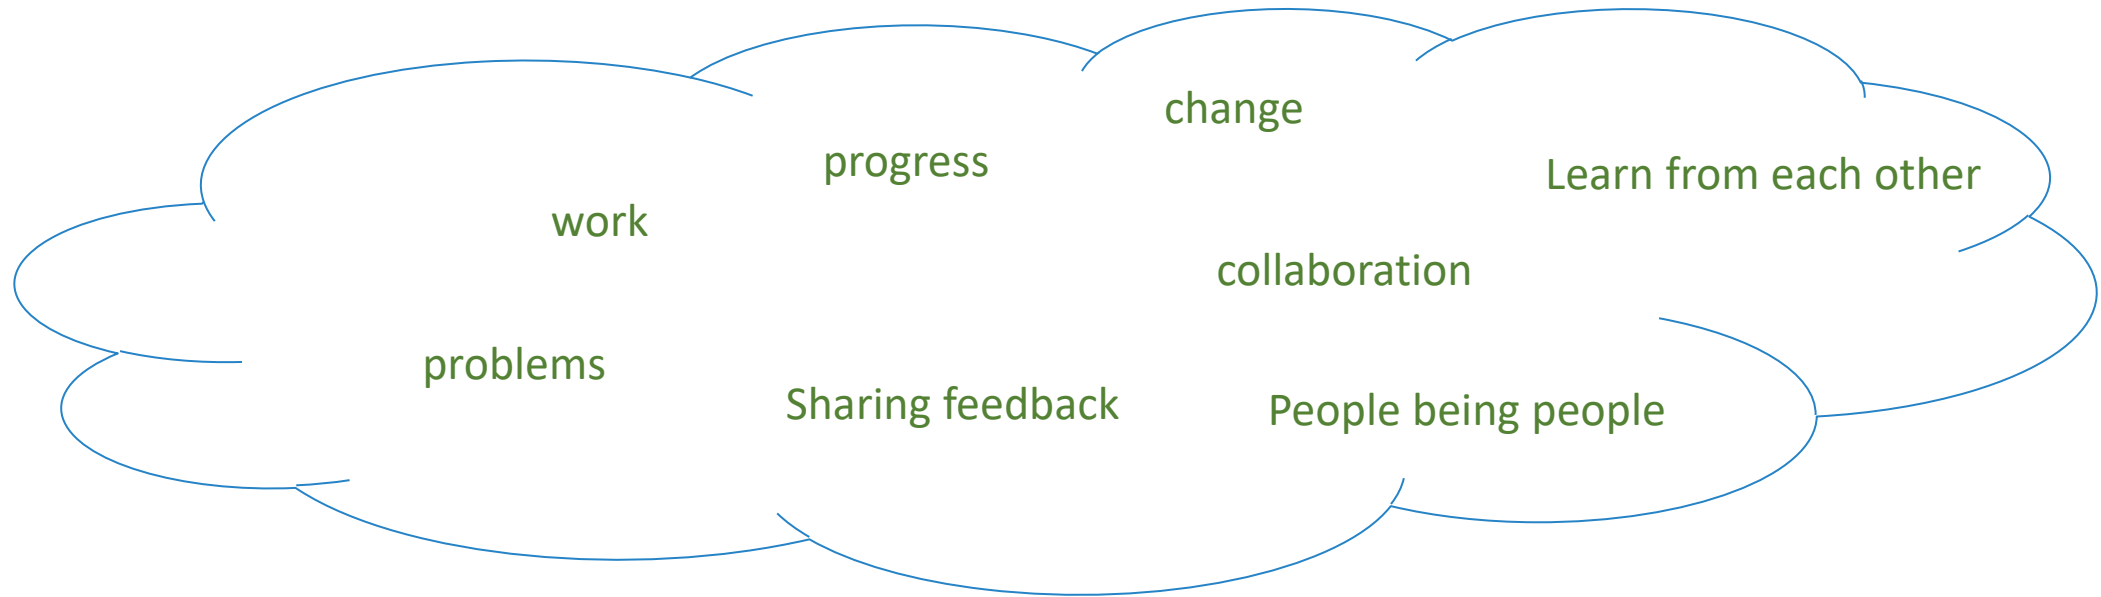 change
progress
Learn from each other
work
collaboration
problems
Sharing feedback
People being people